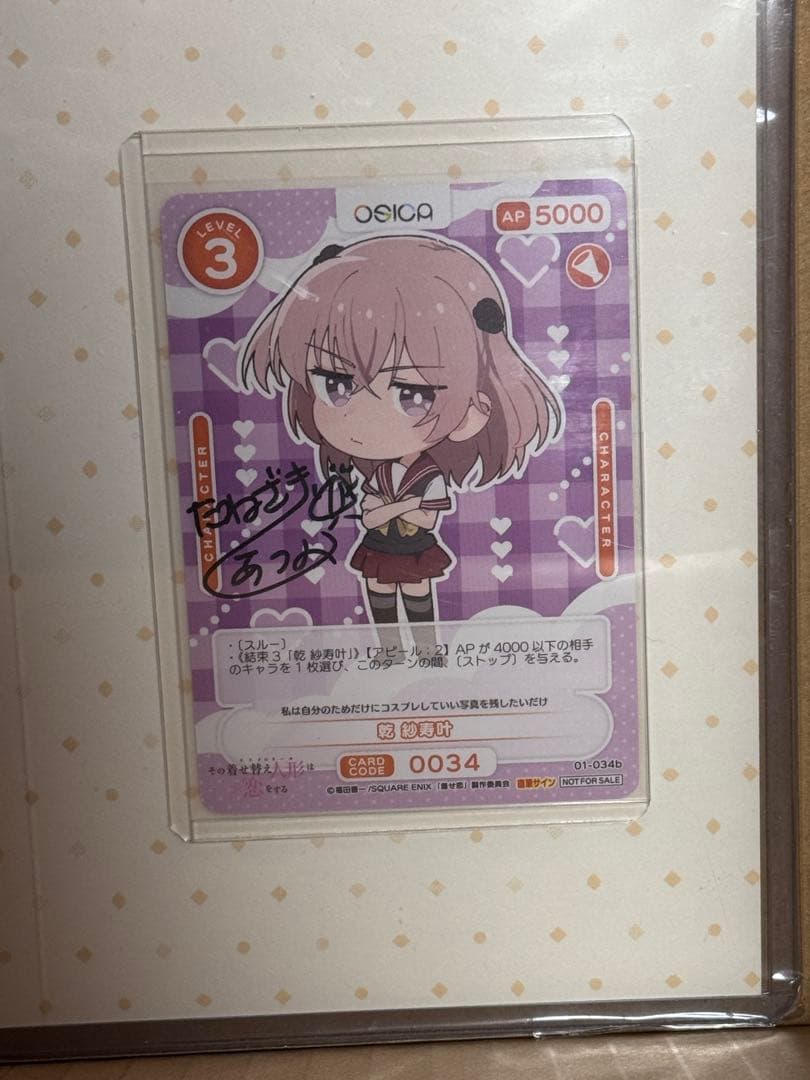 OSICA
LEVEL 3
AP 5000
CHARACTER
CHARACTER
たねざき
あつみ
・〔スルー〕
・《結束3「乾 紗寿叶」》【アピール：2】APが4000以下の相手
のキャラを1枚選び、このターンの間、〔ストップ〕を与える。
私は自分のためだけにコスプレしていい写真を残したいだけ
乾 紗寿叶
その着せ替え人形は
恋をする
CARD CODE 0034
01-034b
©福田晋一/SQUARE ENIX 「着せ恋」製作委員会
直筆サイン
NOT FOR SALE